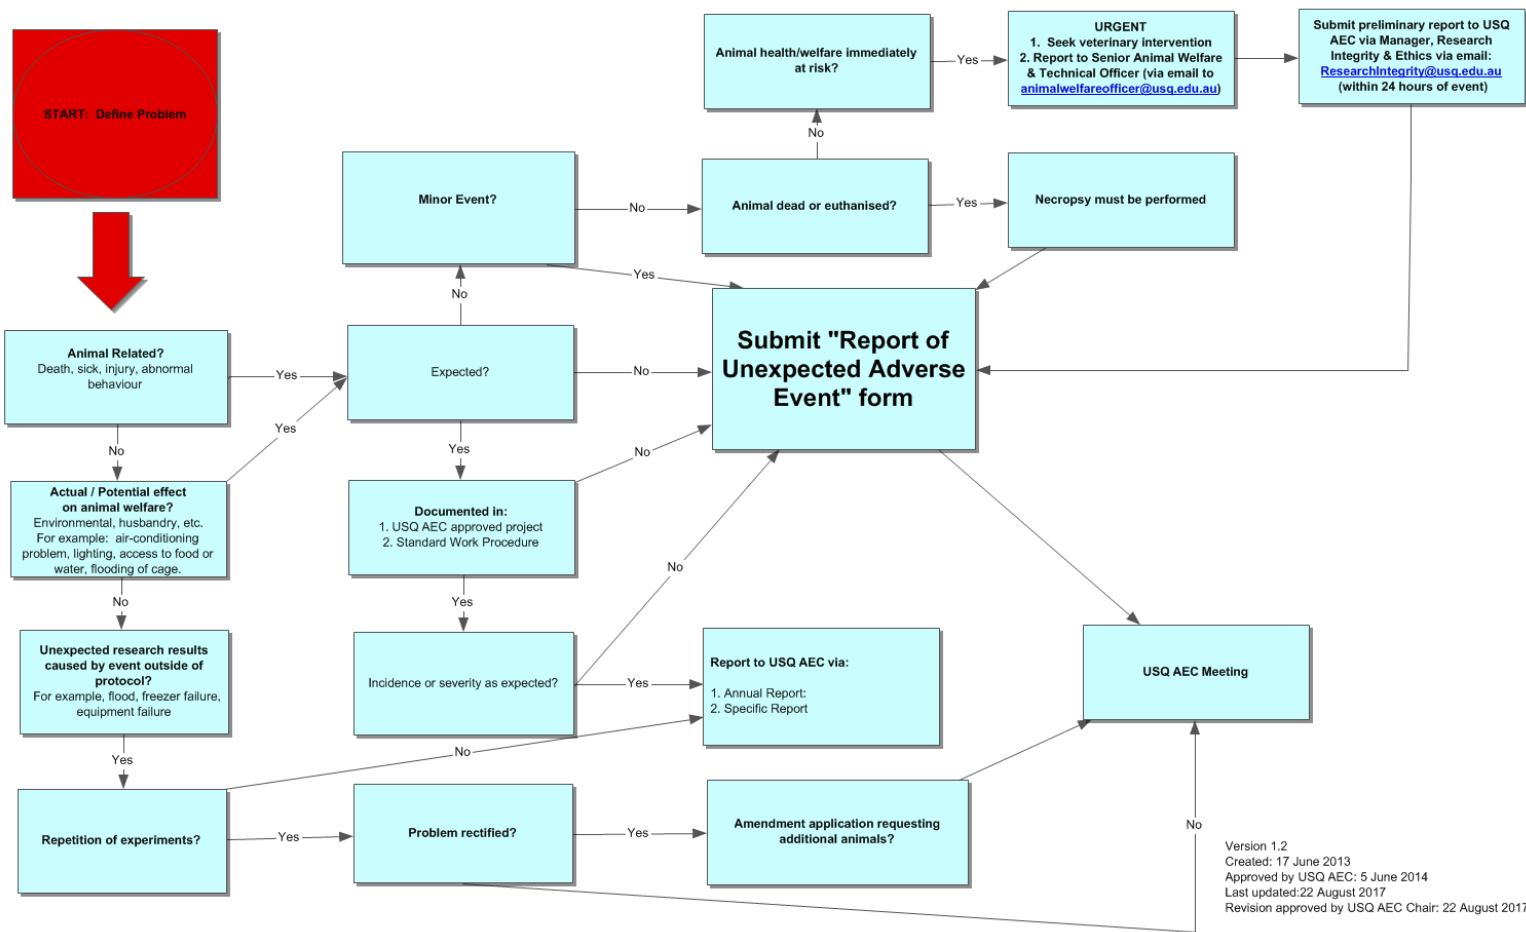 START: Define Problem
Animal Related?
Death, sick, injury, abnormal
behaviour
Yes
No
Actual / Potential effect
on animal welfare?
Environmental, husbandry, etc.
For example: air-conditioning
problem, lighting, access to food or
water, flooding of cage.
Yes
No
Unexpected research results
caused by event outside of
protocol?
For example, flood, freezer failure,
equipment failure
Yes
Repetition of experiments?
No
Yes
Expected?
No
No
Yes
Minor Event?
No
Yes
Documented in:
1. USQ AEC approved project
2. Standard Work Procedure
No
Yes
Incidence or severity as expected?
No
Yes
Problem rectified?
Yes
No
Animal health/welfare immediately
at risk?
Yes
No
Animal dead or euthanised?
Yes
Necropsy must be performed
URGENT
1. Seek veterinary intervention
2. Report to Senior Animal Welfare
& Technical Officer (via email to
animalwelfareofficer@usq.edu.au)
Submit preliminary report to USQ
AEC via Manager, Research
Integrity & Ethics via email:
ResearchIntegrity@usq.edu.au
(within 24 hours of event)
Submit "Report of
Unexpected Adverse
Event" form
Report to USQ AEC via:
1. Annual Report:
2. Specific Report
Amendment application requesting
additional animals?
USQ AEC Meeting
Version 1.2
Created: 17 June 2013
Approved by USQ AEC: 5 June 2014
Last updated:22 August 2017
Revision approved by USQ AEC Chair: 22 August 2017